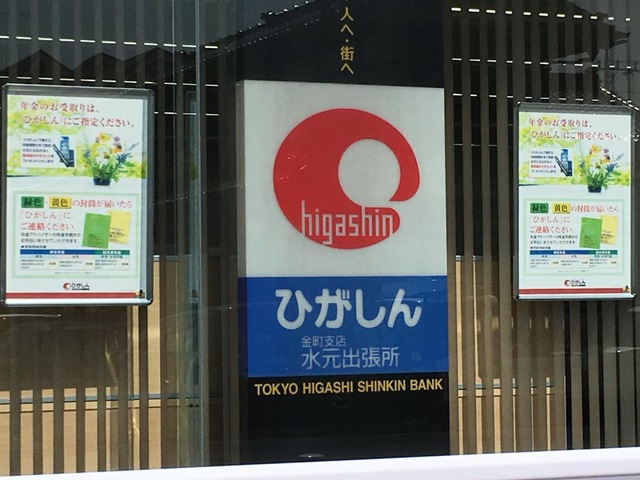 人へ・街へ
higashin
ひがしん
金町支店
水元出張所
TOKYO HIGASHI SHINKIN BANK
年金のお受取りは、
「ひがしん」にご指定ください。
緑色・黄色の封筒が届いたら
「ひがしん」に
ご連絡ください。
ひがしん
年金のお受取りは、
「ひがしん」にご指定ください。
緑色・黄色の封筒が届いたら
「ひがしん」に
ご連絡ください。
ひがしん